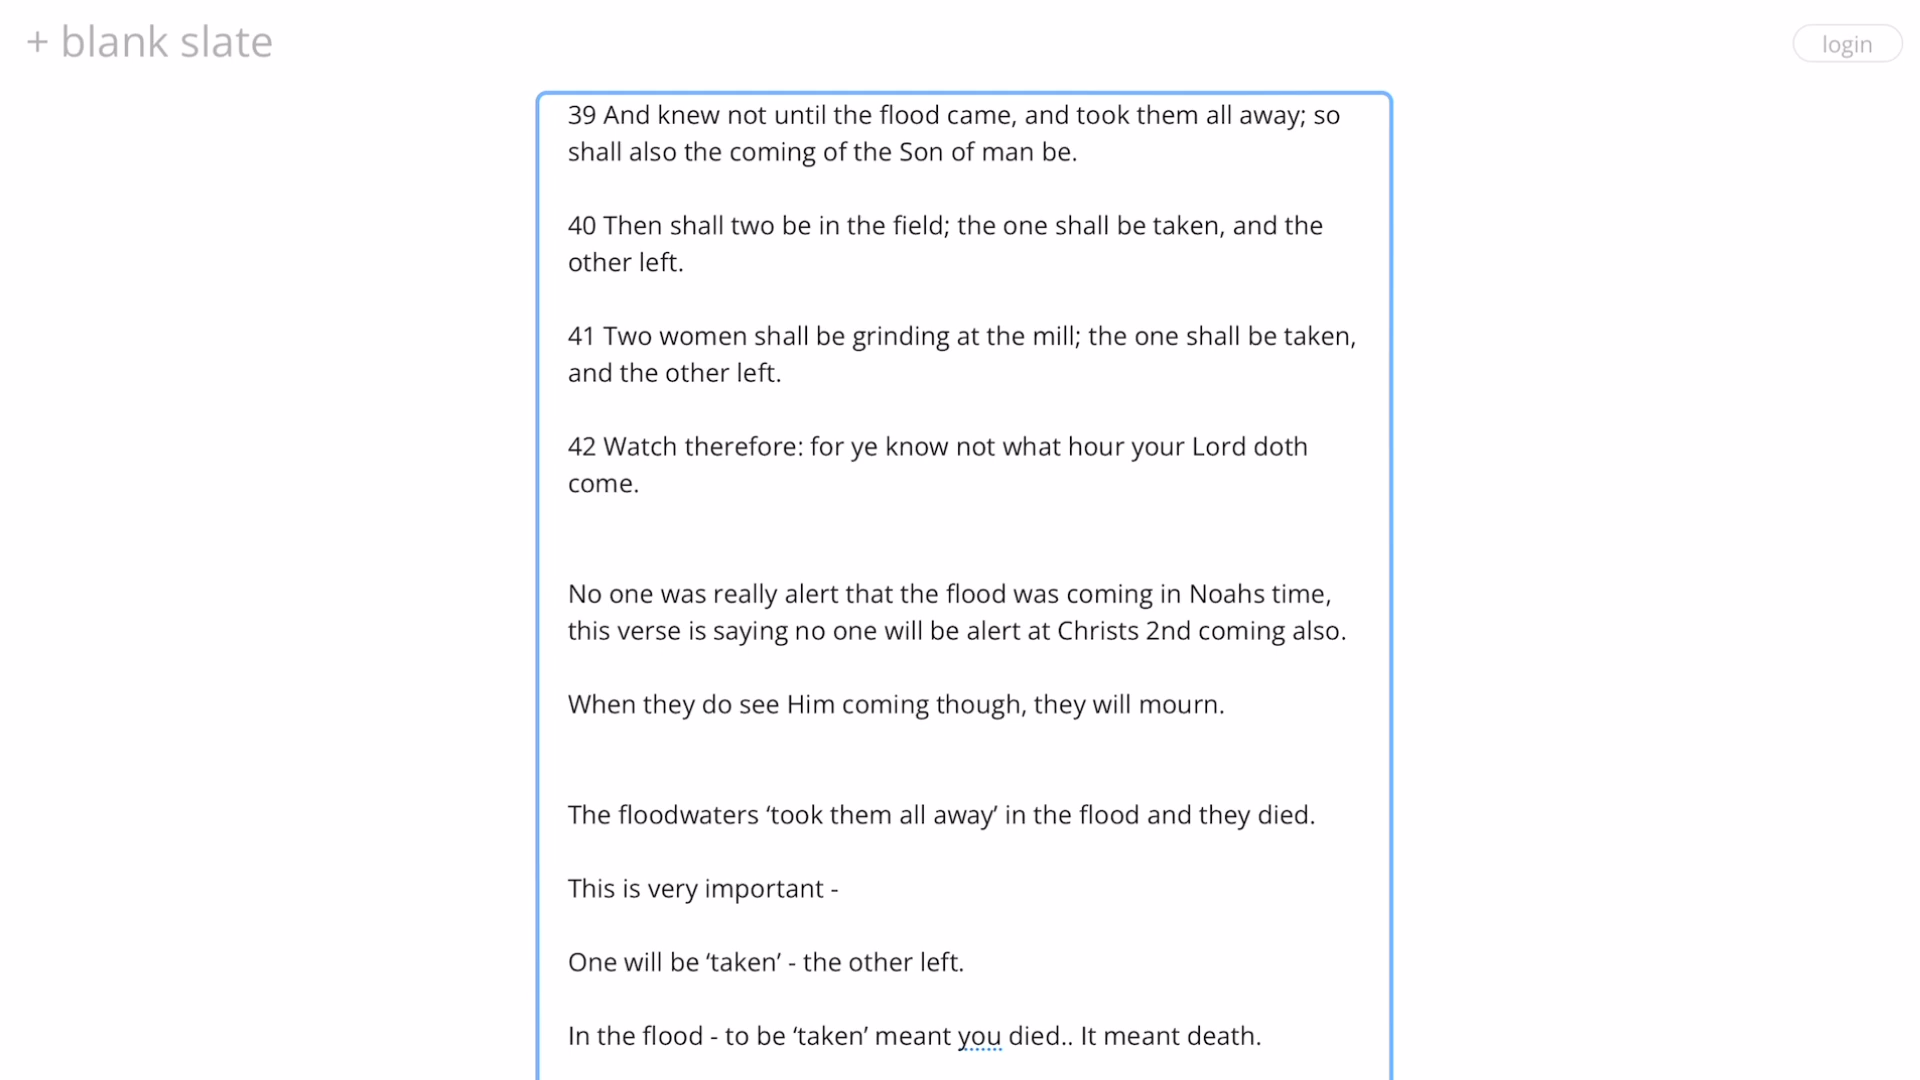 + blank slate
login
39 And knew not until the flood came, and took them all away; so
shall also the coming of the Son of man be.
40 Then shall two be in the field; the one shall be taken, and the
other left.
41 Two women shall be grinding at the mill; the one shall be taken,
and the other left.
42 Watch therefore: for ye know not what hour your Lord doth
come.
No one was really alert that the flood was coming in Noahs time,
this verse is saying no one will be alert at Christs 2nd coming also.
When they do see Him coming though, they will mourn.
The floodwaters ‘took them all away’ in the flood and they died.
This is very important -
One will be ‘taken’ - the other left.
In the flood - to be ‘taken’ meant you died.. It meant death.